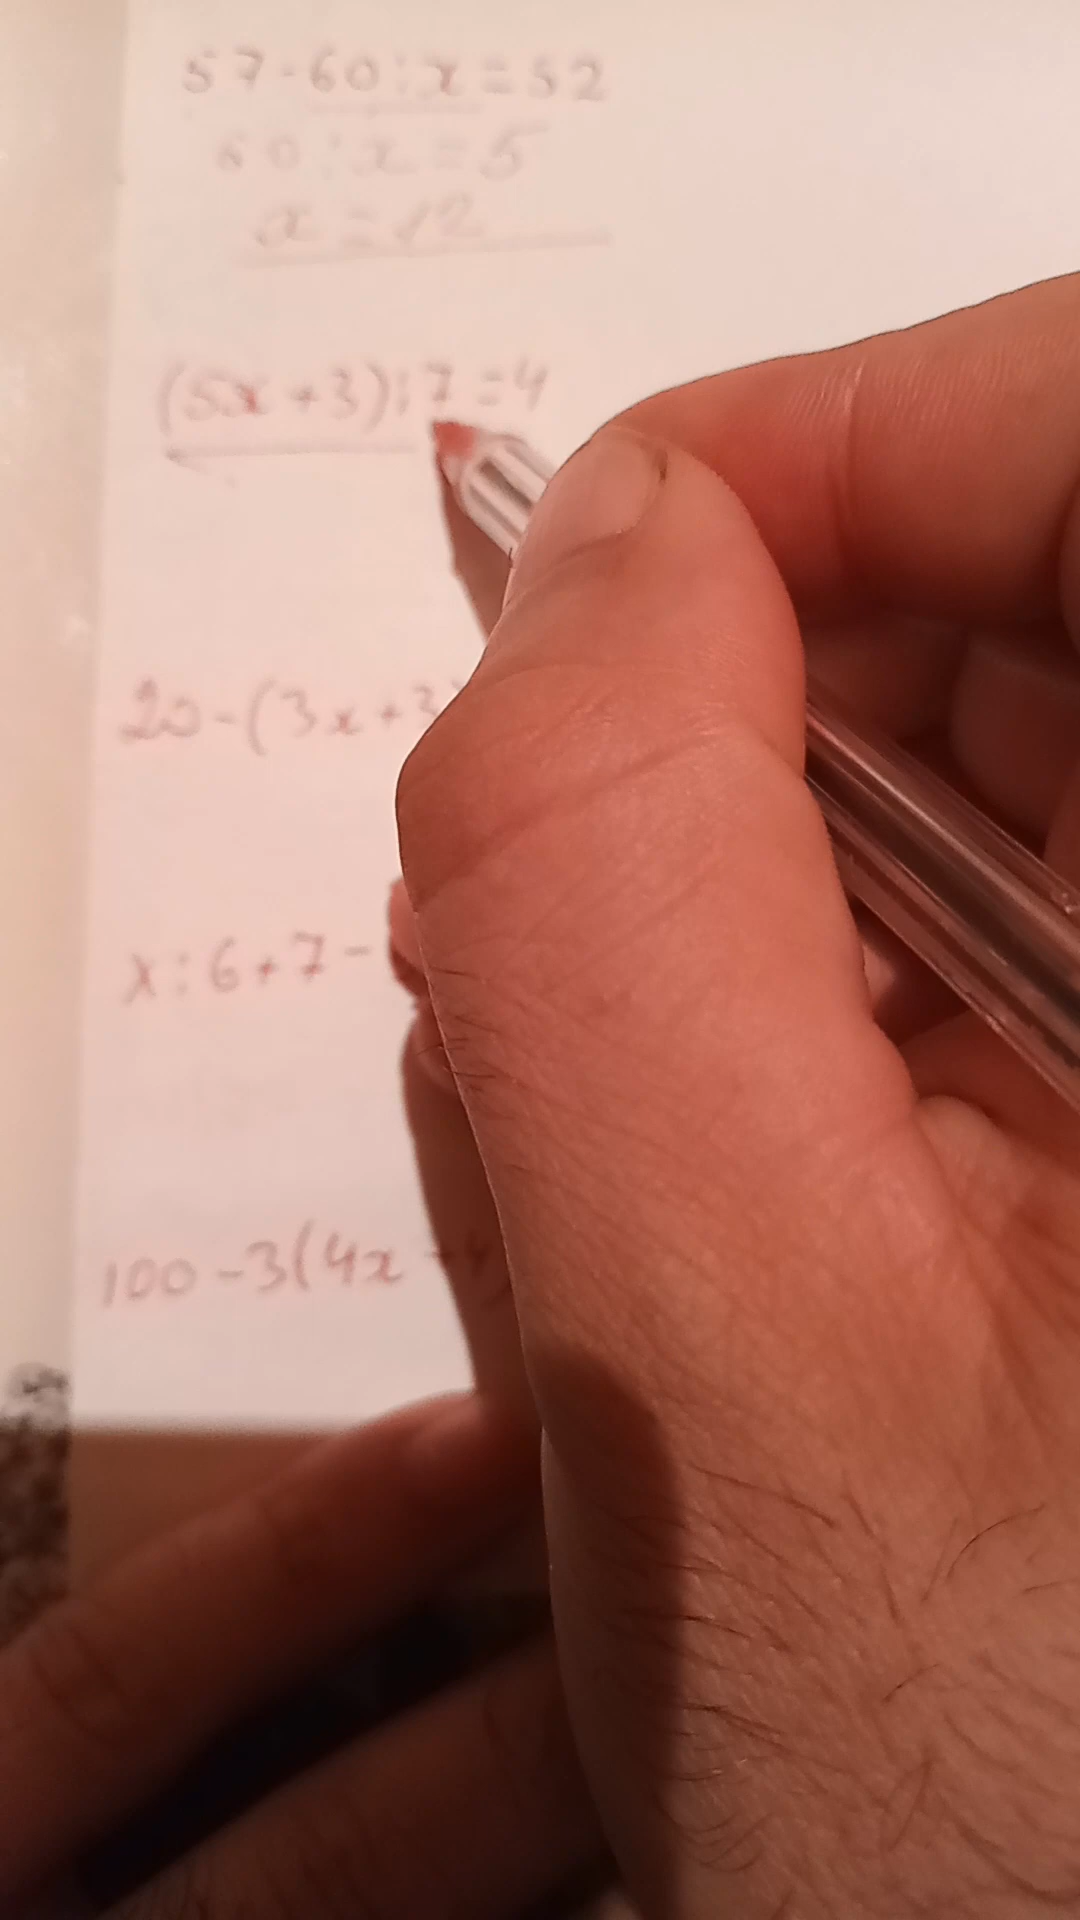 57-60:x=52
60:x=5
x=12
(5x+3):7=4
20-(3x+3
x:6+7-
100-3(4x-